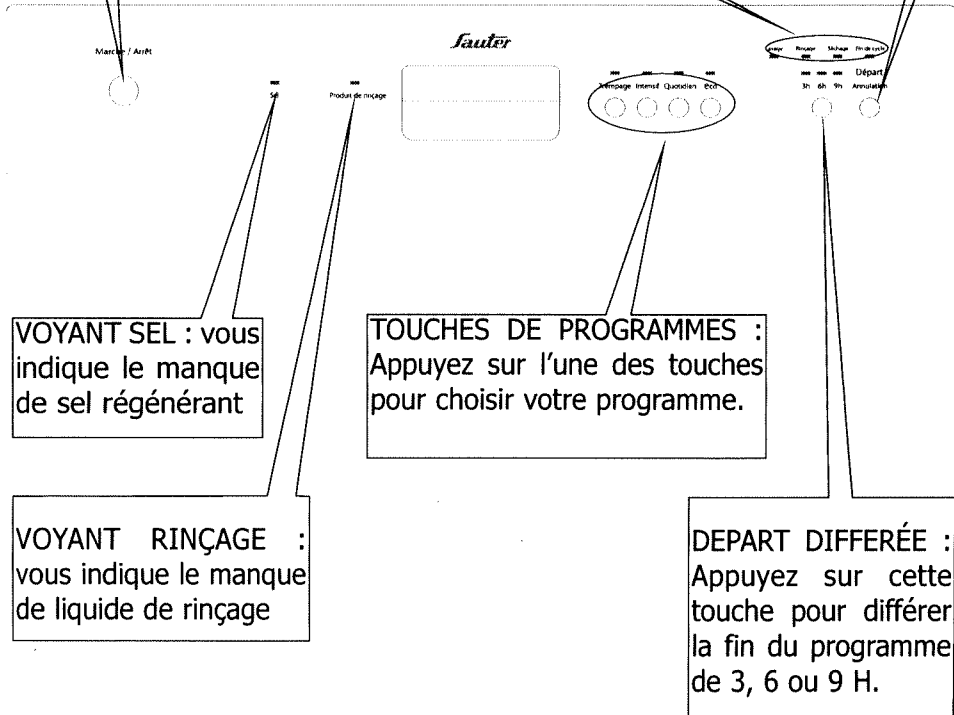 Sauter
Marche / Arrêt
Lavage Rinçage Séchage Fin de cycle
Départ
Sel
Produit de rinçage
Trempage Intensif Quotidien éco
3h 6h 9h Annulation
VOYANT SEL : vous
indique le manque
de sel régénérant
TOUCHES DE PROGRAMMES :
Appuyez sur l'une des touches
pour choisir votre programme.
VOYANT RINÇAGE :
vous indique le manque
de liquide de rinçage
DEPART DIFFERÉE :
Appuyez sur cette
touche pour différer
la fin du programme
de 3, 6 ou 9 H.